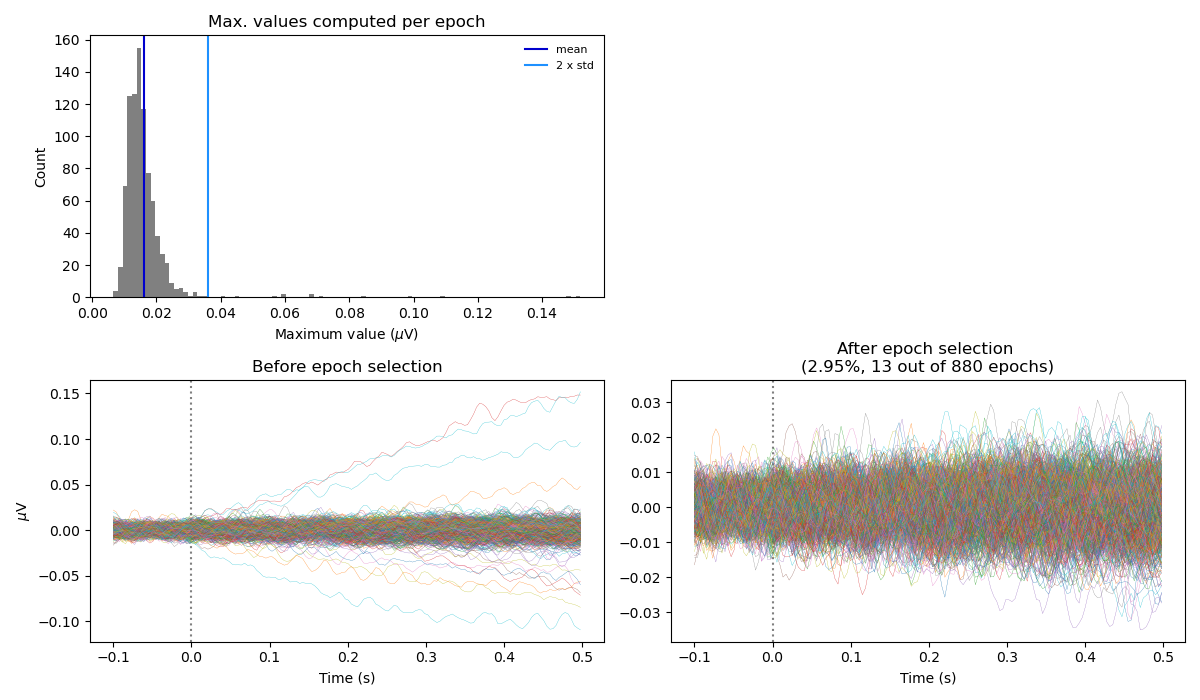 Max. values computed per epoch
160
140
120
100
80
60
40
20
0
Count
mean
2 x std
0.00 0.02 0.04 0.06 0.08 0.10 0.12 0.14
Maximum value (μV)
Before epoch selection
0.15
0.10
0.05
0.00
−0.05
−0.10
μV
−0.1 0.0 0.1 0.2 0.3 0.4 0.5
Time (s)
After epoch selection
(2.95%, 13 out of 880 epochs)
0.03
0.02
0.01
0.00
−0.01
−0.02
−0.03
−0.1 0.0 0.1 0.2 0.3 0.4 0.5
Time (s)